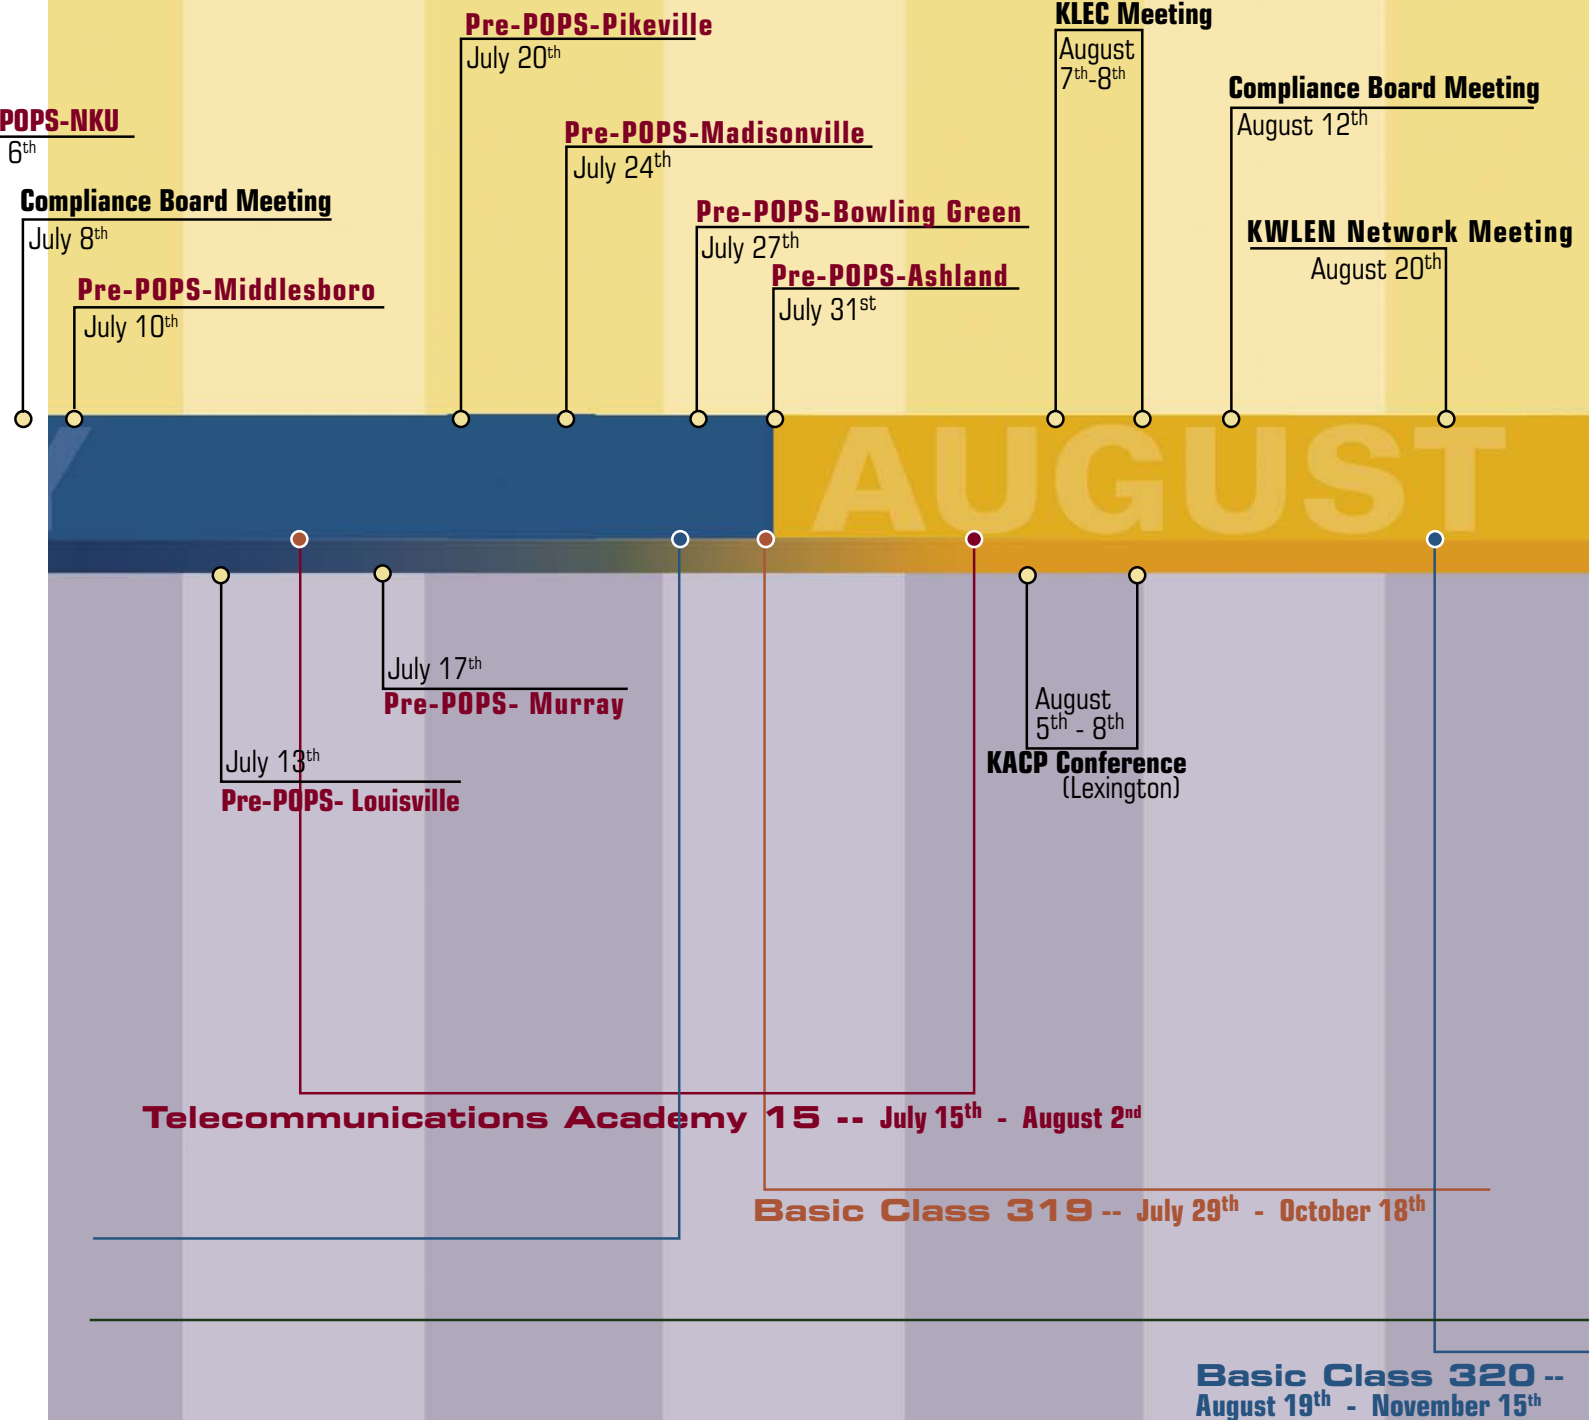 Pre-POPS-Pikeville
July 20th
KLEC Meeting
August
7th-8th
Compliance Board Meeting
August 12th
POPS-NKU
6th
Pre-POPS-Madisonville
July 24th
Compliance Board Meeting
July 8th
Pre-POPS-Bowling Green
July 27th
KWLEN Network Meeting
August 20th
Pre-POPS-Middlesboro
July 10th
Pre-POPS-Ashland
July 31st
AUGUST
July 17th
Pre-POPS- Murray
July 13th
Pre-POPS- Louisville
August
5th - 8th
KACP Conference
(Lexington)
Telecommunications Academy 15 -- July 15th - August 2nd
Basic Class 319 -- July 29th - October 18th
Basic Class 320 --
August 19th - November 15th